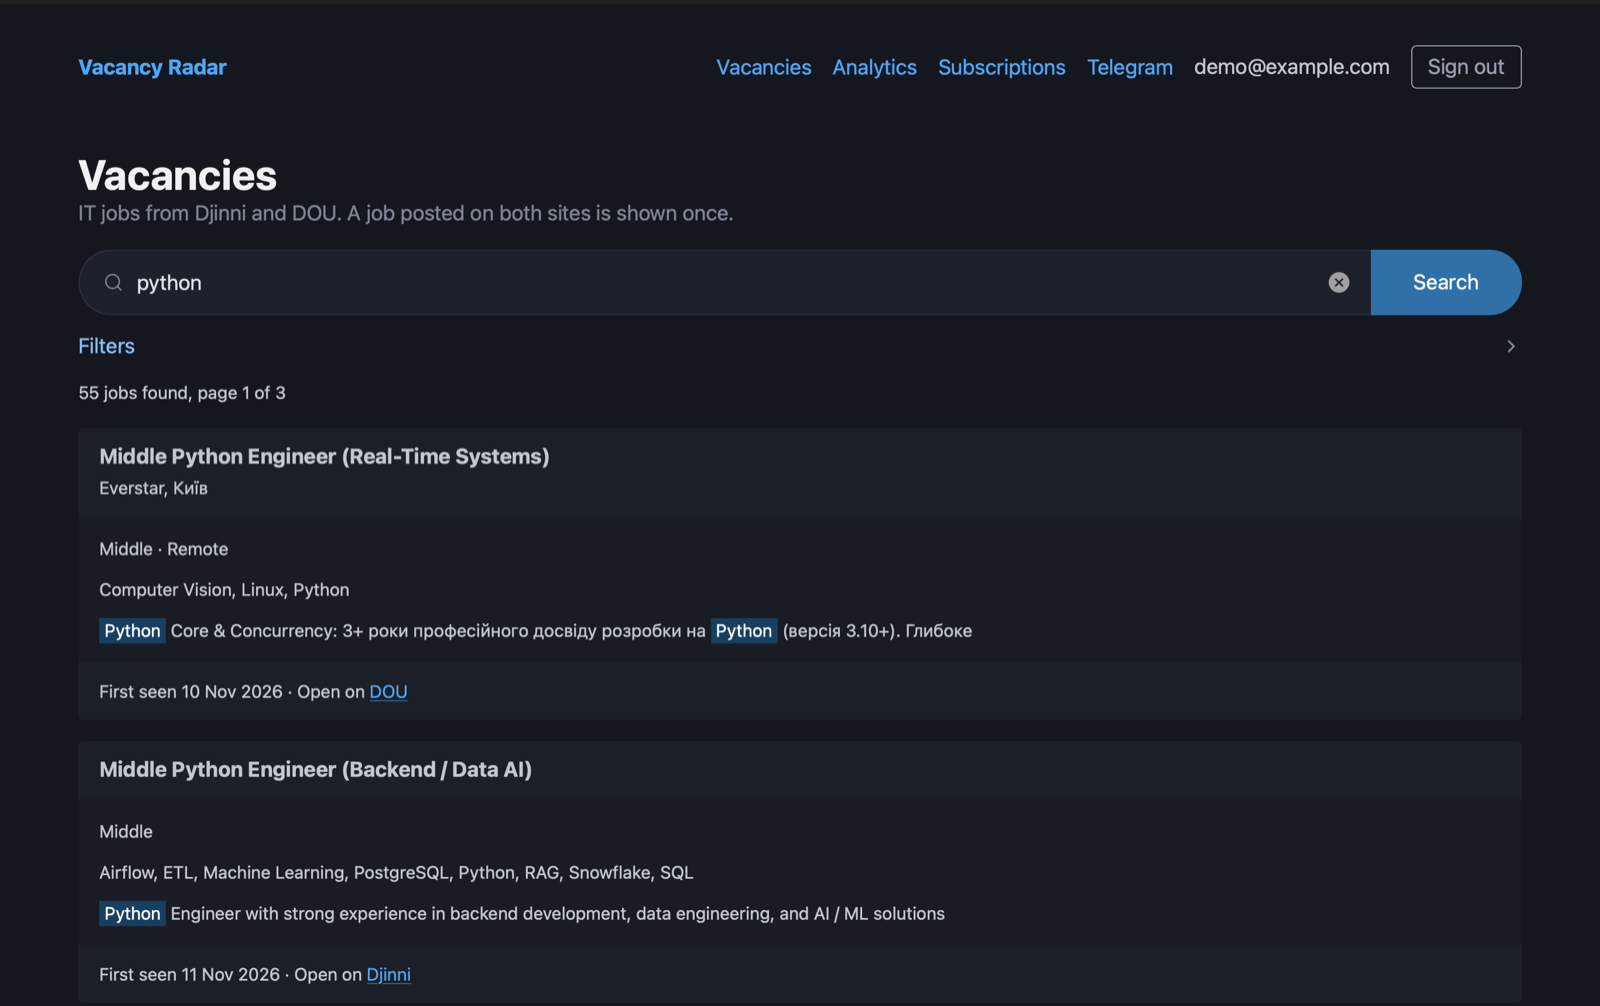 Vacancy Radar
Vacancies Analytics Subscriptions Telegram demo@example.com Sign out
Vacancies
IT jobs from Djinni and DOU. A job posted on both sites is shown once.
python Search
Filters
55 jobs found, page 1 of 3
Middle Python Engineer (Real-Time Systems)
Everstar, Київ
Middle · Remote
Computer Vision, Linux, Python
Python Core & Concurrency: 3+ роки професійного досвіду розробки на Python (версія 3.10+). Глибоке
First seen 10 Nov 2026 · Open on DOU
Middle Python Engineer (Backend / Data AI)
Middle
Airflow, ETL, Machine Learning, PostgreSQL, Python, RAG, Snowflake, SQL
Python Engineer with strong experience in backend development, data engineering, and AI / ML solutions
First seen 11 Nov 2026 · Open on Djinni